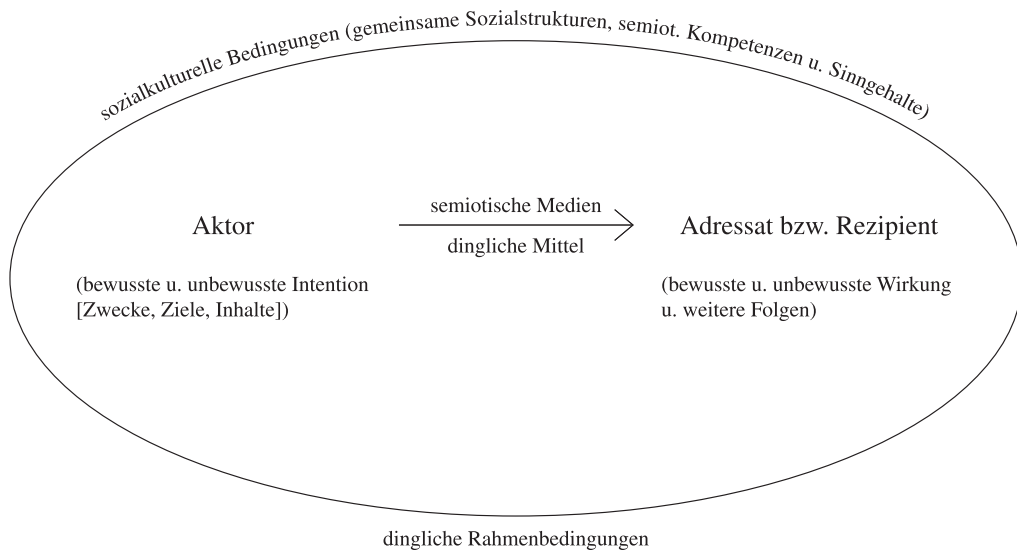 sozialkulturelle Bedingungen (gemeinsame Sozialstrukturen, semiot. Kompetenzen u. Sinngehalte)
semiotische Medien
Aktor
Adressat bzw. Rezipient
dingliche Mittel
(bewusste u. unbewusste Intention
[Zwecke, Ziele, Inhalte])
(bewusste u. unbewusste Wirkung
u. weitere Folgen)
dingliche Rahmenbedingungen